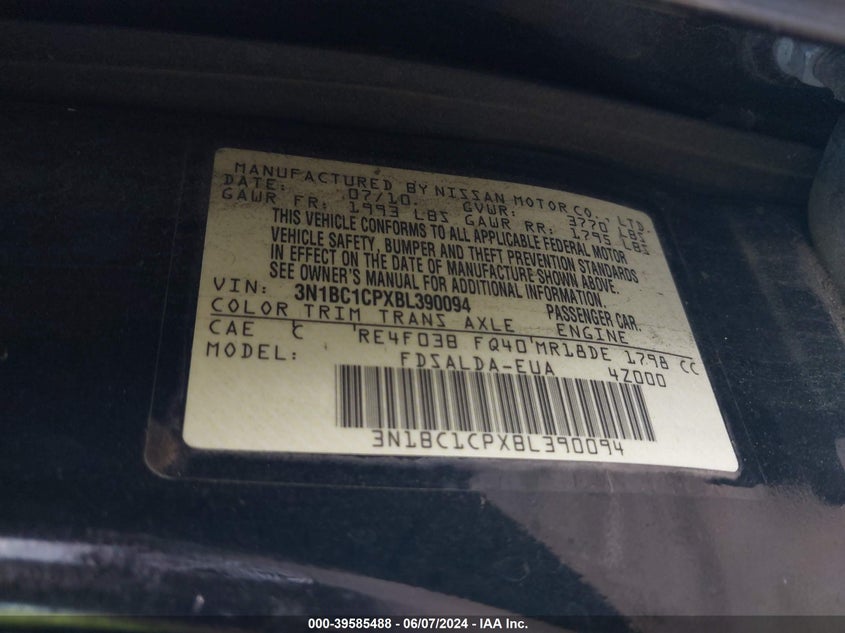 MANUFACTURED BY NISSAN MOTOR CO., LTD.
DATE: 07/10 GVWR: 3770 LBS
GAWR FR: 1993 LBS GAWR RR: 1795 LBS
THIS VEHICLE CONFORMS TO ALL APPLICABLE FEDERAL MOTOR
VEHICLE SAFETY, BUMPER AND THEFT PREVENTION STANDARDS
IN EFFECT ON THE DATE OF MANUFACTURE SHOWN ABOVE.
SEE OWNER'S MANUAL FOR ADDITIONAL INFORMATION.
VIN: 3N1BC1CPXBL390094 PASSENGER CAR.
COLOR TRIM TRANS AXLE ENGINE
CAE C RE4F03B FQ40 MR18DE 1798 CC
MODEL: FDSALDA-EUA 4Z000
3N1BC1CPXBL390094
000-39585488 - 06/07/2024 - IAA Inc.